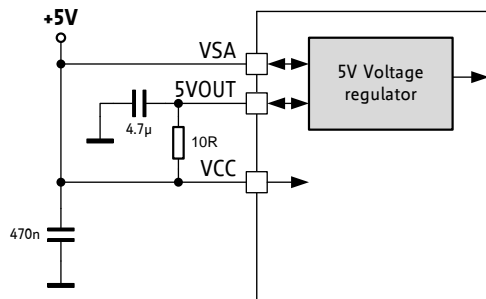 +5V
VSA
5VOUT
5V Voltage
regulator
4.7µ
10R
VCC
470n